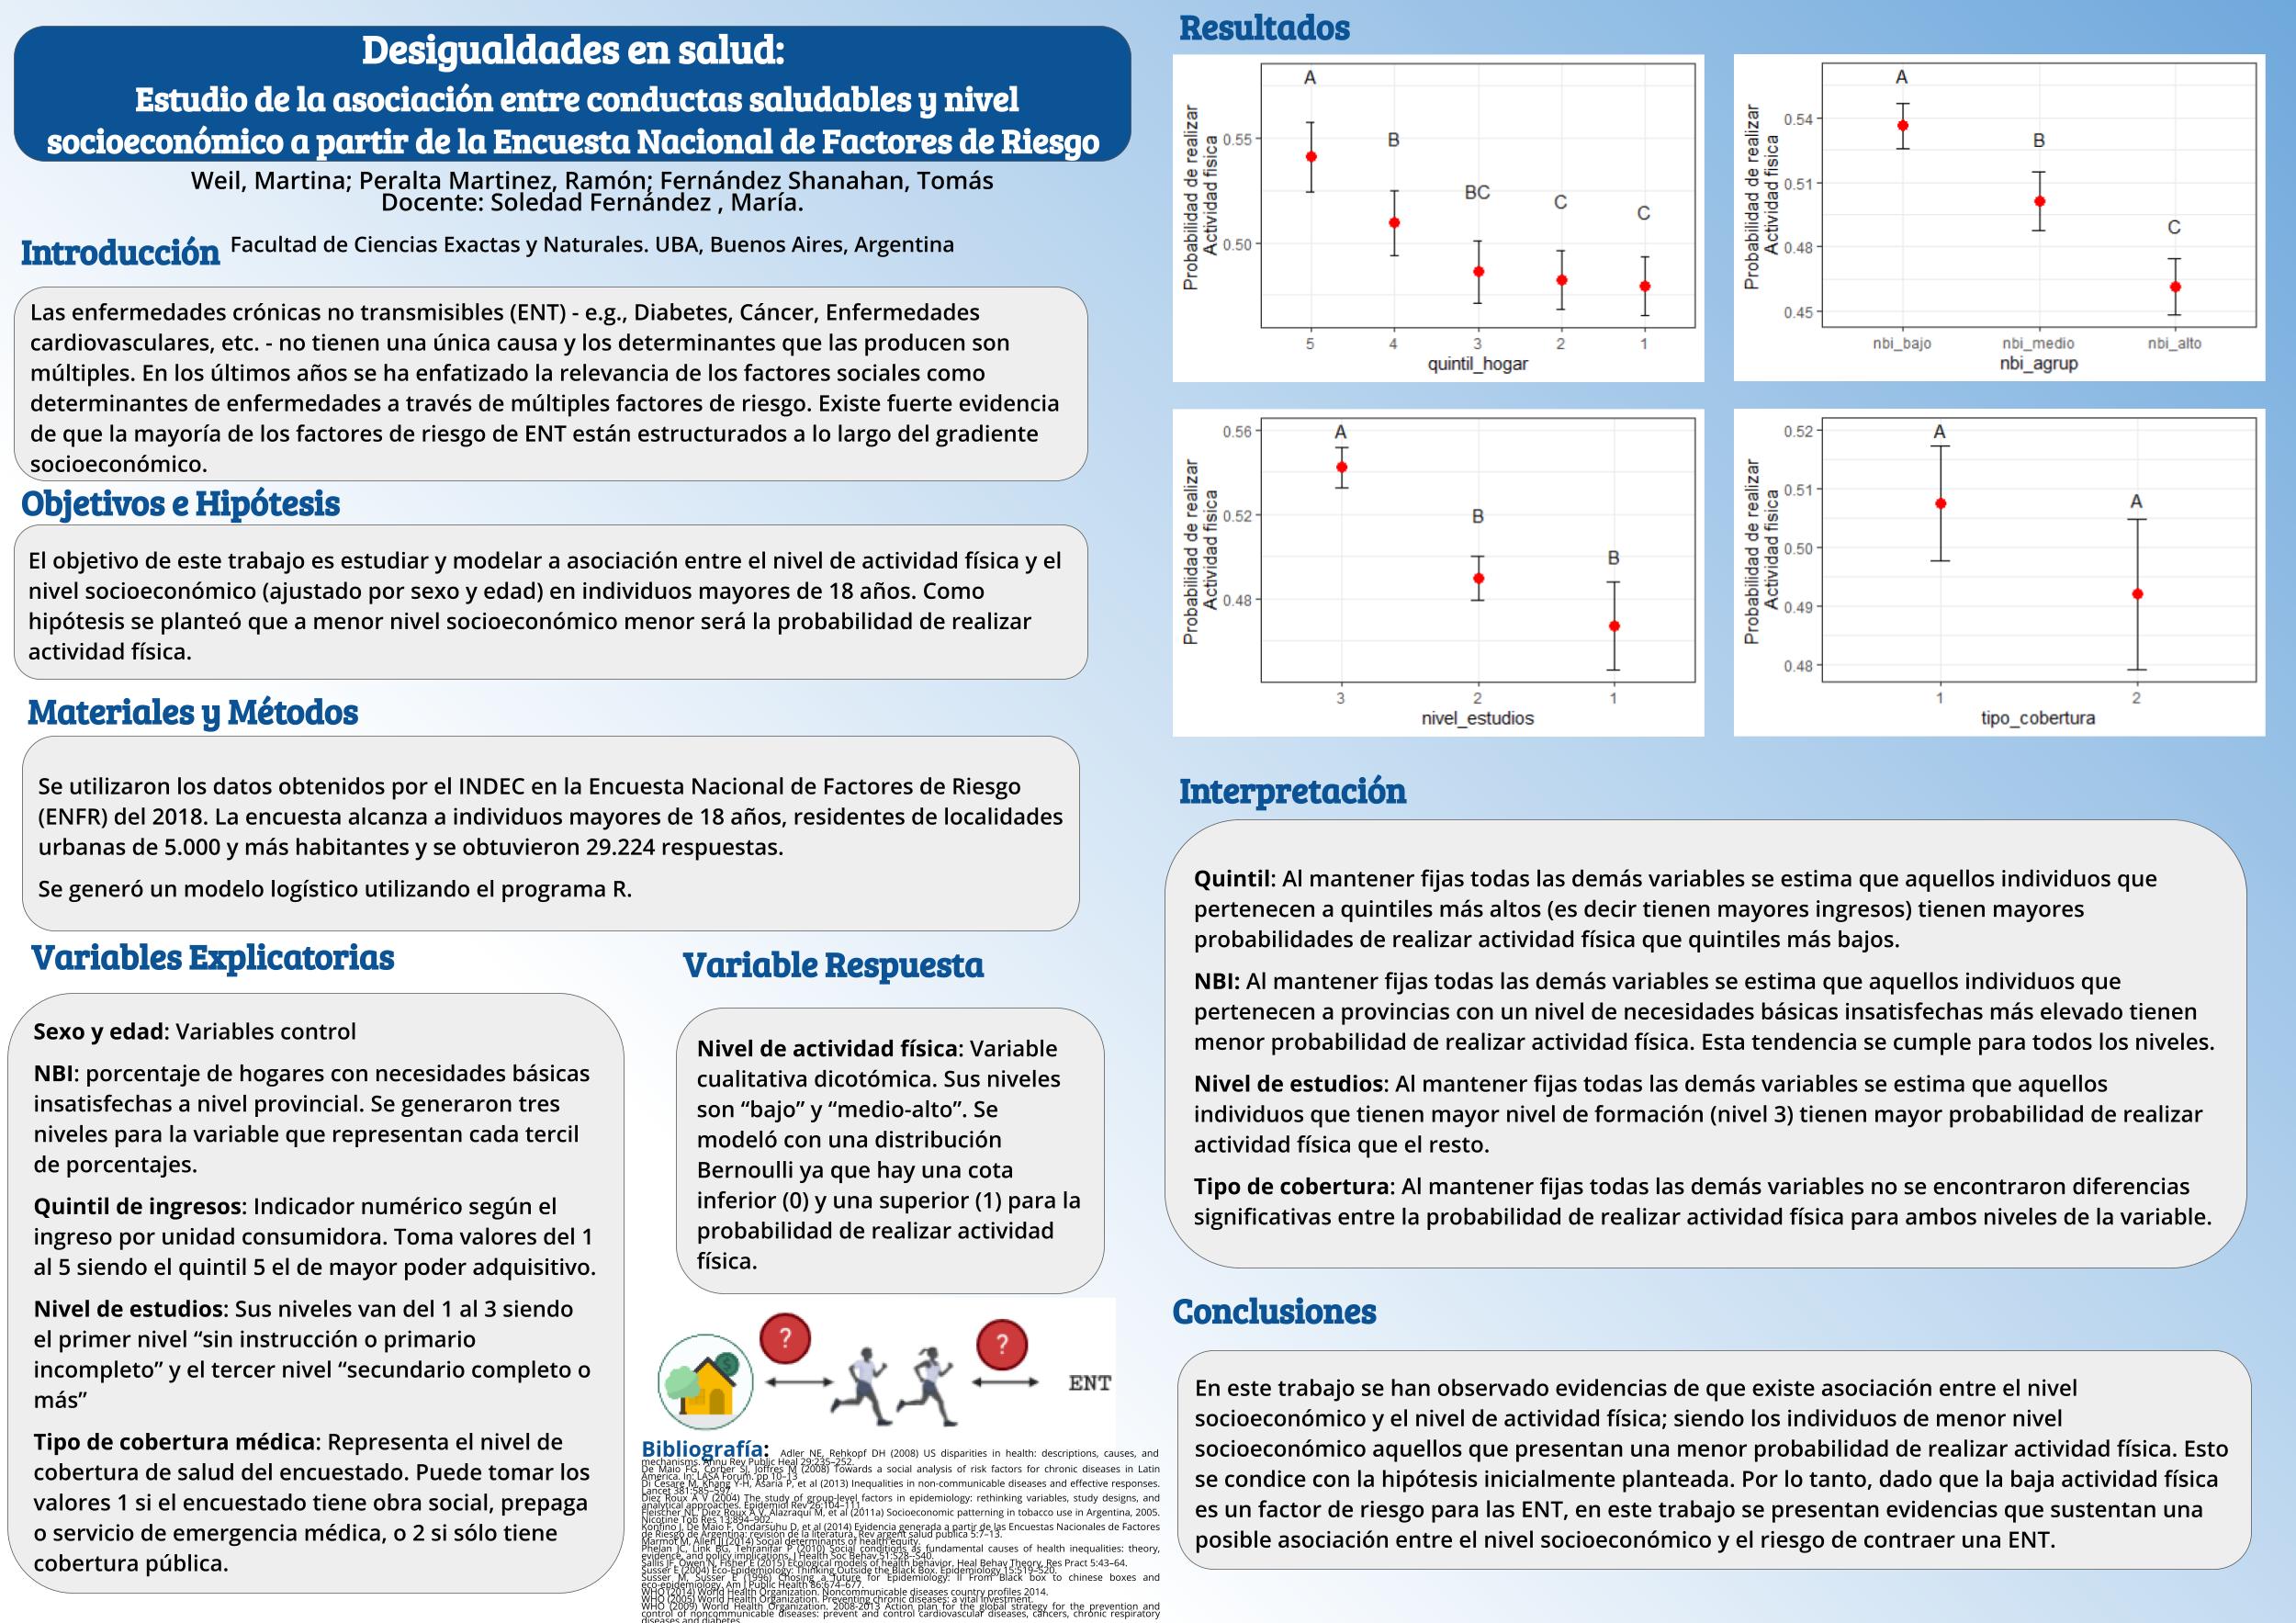 Desigualdades en salud:
Estudio de la asociación entre conductas saludables y nivel
socioeconómico a partir de la Encuesta Nacional de Factores de Riesgo
Weil, Martina; Peralta Martinez, Ramón; Fernández Shanahan, Tomás
Docente: Soledad Fernández , María.
Facultad de Ciencias Exactas y Naturales. UBA, Buenos Aires, Argentina
Introducción
Las enfermedades crónicas no transmisibles (ENT) - e.g., Diabetes, Cáncer, Enfermedades
cardiovasculares, etc. - no tienen una única causa y los determinantes que las producen son
múltiples. En los últimos años se ha enfatizado la relevancia de los factores sociales como
determinantes de enfermedades a través de múltiples factores de riesgo. Existe fuerte evidencia
de que la mayoría de los factores de riesgo de ENT están estructurados a lo largo del gradiente
socioeconómico.
Objetivos e Hipótesis
El objetivo de este trabajo es estudiar y modelar a asociación entre el nivel de actividad física y el
nivel socioeconómico (ajustado por sexo y edad) en individuos mayores de 18 años. Como
hipótesis se planteó que a menor nivel socioeconómico menor será la probabilidad de realizar
actividad física.
Materiales y Métodos
Se utilizaron los datos obtenidos por el INDEC en la Encuesta Nacional de Factores de Riesgo
(ENFR) del 2018. La encuesta alcanza a individuos mayores de 18 años, residentes de localidades
urbanas de 5.000 y más habitantes y se obtuvieron 29.224 respuestas.
Se generó un modelo logístico utilizando el programa R.
Variables Explicatorias
Sexo y edad: Variables control
NBI: porcentaje de hogares con necesidades básicas
insatisfechas a nivel provincial. Se generaron tres
niveles para la variable que representan cada tercil
de porcentajes.
Quintil de ingresos: Indicador numérico según el
ingreso por unidad consumidora. Toma valores del 1
al 5 siendo el quintil 5 el de mayor poder adquisitivo.
Nivel de estudios: Sus niveles van del 1 al 3 siendo
el primer nivel “sin instrucción o primario
incompleto” y el tercer nivel “secundario completo o
más”
Tipo de cobertura médica: Representa el nivel de
cobertura de salud del encuestado. Puede tomar los
valores 1 si el encuestado tiene obra social, prepaga
o servicio de emergencia médica, o 2 si sólo tiene
cobertura pública.
Variable Respuesta
Nivel de actividad física: Variable
cualitativa dicotómica. Sus niveles
son “bajo” y “medio-alto”. Se
modeló con una distribución
Bernoulli ya que hay una cota
inferior (0) y una superior (1) para la
probabilidad de realizar actividad
física.
$ ? ? ENT
Bibliografía: Adler NE, Rehkopf DH (2008) US disparities in health: descriptions, causes, and
mechanisms. Annu Rev Public Heal 29:235–252.
De Maio FG, Corber SJ, Joffres M (2008) Towards a social analysis of risk factors for chronic diseases in Latin
America. In: LASA Forum. pp 10–13
Di Cesare M, Khang Y-H, Asaria P, et al (2013) Inequalities in non-communicable diseases and effective responses.
Lancet 381:585–597.
Diez Roux A V (2004) The study of group-level factors in epidemiology: rethinking variables, study designs, and
analytical approaches. Epidemiol Rev 26:104–111.
Fleischer NL, Diez Roux A V, Alazraqui M, et al (2011a) Socioeconomic patterning in tobacco use in Argentina, 2005.
Nicotine Tob Res 13:894–902.
Konfino J, De Maio F, Ondarsuhu D, et al (2014) Evidencia generada a partir de las Encuestas Nacionales de Factores
de Riesgo de Argentina: revisión de la literatura. Rev argent salud publica 5:7–13.
Marmot M, Allen JJ (2014) Social determinants of health equity.
Phelan JC, Link BG, Tehranifar P (2010) Social conditions as fundamental causes of health inequalities: theory,
evidence, and policy implications. J Health Soc Behav 51:S28--S40.
Sallis JF, Owen N, Fisher E (2015) Ecological models of health behavior. Heal Behav Theory, Res Pract 5:43–64.
Susser E (2004) Eco-Epidemiology: Thinking Outside the Black Box. Epidemiology 15:519–520.
Susser M, Susser E (1996) Chosing a future for Epidemiology: II From Black box to chinese boxes and
eco-epidemiology. Am J Public Health 86:674–677.
WHO (2014) World Health Organization. Noncommunicable diseases country profiles 2014.
WHO (2005) World Health Organization. Preventing chronic diseases: a vital investment.
WHO (2009) World Health Organization. 2008-2013 Action plan for the global strategy for the prevention and
control of noncommunicable diseases: prevent and control cardiovascular diseases, cancers, chronic respiratory
diseases and diabetes
Resultados
Probabilidad de realizar
Actividad física
0.55
0.50
A B BC C C
5 4 3 2 1
quintil_hogar
Probabilidad de realizar
Actividad física
0.54
0.51
0.48
0.45
A B C
nbi_bajo nbi_medio nbi_alto
nbi_agrup
Probabilidad de realizar
Actividad física
0.56
0.52
0.48
A B B
3 2 1
nivel_estudios
Probabilidad de realizar
Actividad física
0.52
0.51
0.50
0.49
0.48
A A
1 2
tipo_cobertura
Interpretación
Quintil: Al mantener fijas todas las demás variables se estima que aquellos individuos que
pertenecen a quintiles más altos (es decir tienen mayores ingresos) tienen mayores
probabilidades de realizar actividad física que quintiles más bajos.
NBI: Al mantener fijas todas las demás variables se estima que aquellos individuos que
pertenecen a provincias con un nivel de necesidades básicas insatisfechas más elevado tienen
menor probabilidad de realizar actividad física. Esta tendencia se cumple para todos los niveles.
Nivel de estudios: Al mantener fijas todas las demás variables se estima que aquellos
individuos que tienen mayor nivel de formación (nivel 3) tienen mayor probabilidad de realizar
actividad física que el resto.
Tipo de cobertura: Al mantener fijas todas las demás variables no se encontraron diferencias
significativas entre la probabilidad de realizar actividad física para ambos niveles de la variable.
Conclusiones
En este trabajo se han observado evidencias de que existe asociación entre el nivel
socioeconómico y el nivel de actividad física; siendo los individuos de menor nivel
socioeconómico aquellos que presentan una menor probabilidad de realizar actividad física. Esto
se condice con la hipótesis inicialmente planteada. Por lo tanto, dado que la baja actividad física
es un factor de riesgo para las ENT, en este trabajo se presentan evidencias que sustentan una
posible asociación entre el nivel socioeconómico y el riesgo de contraer una ENT.